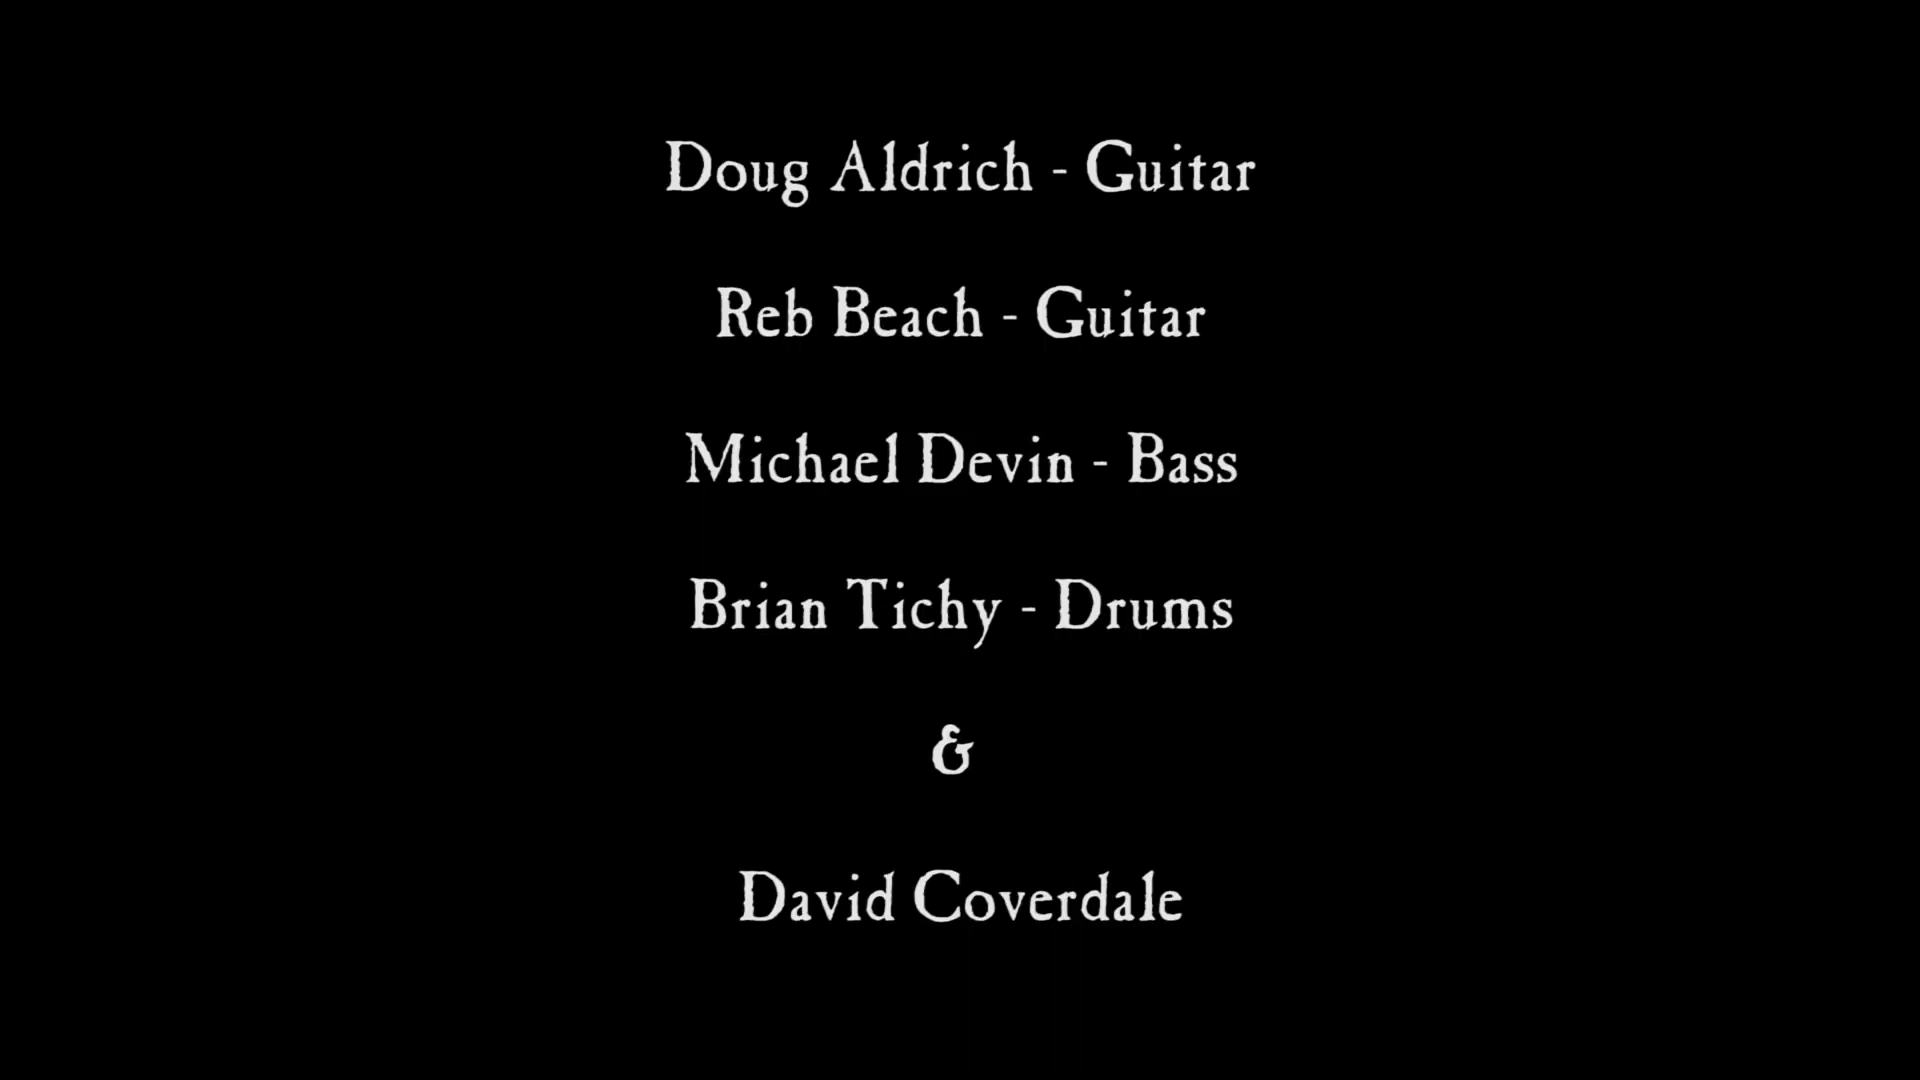 Doug Aldrich - Guitar
Reb Beach - Guitar
Michael Devin - Bass
Brian Tichy - Drums
&
David Coverdale